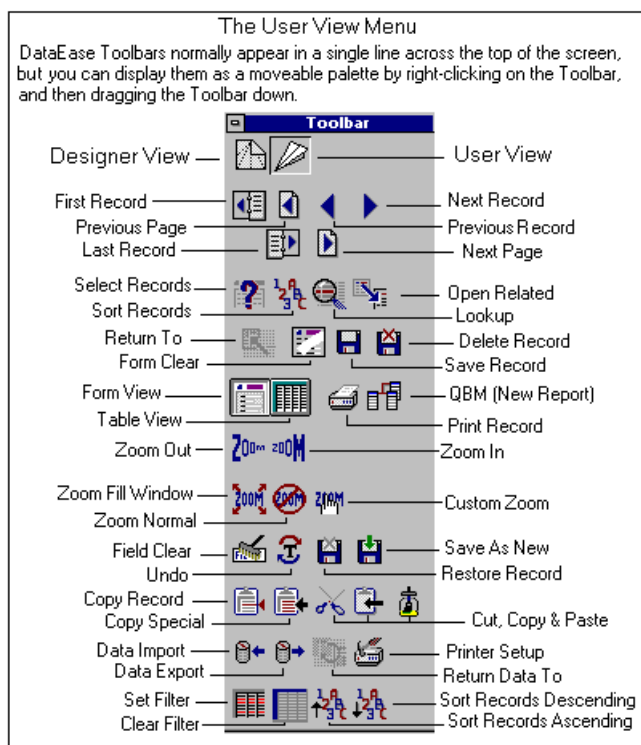 The User View Menu
DataEase Toolbars normally appear in a single line across the top of the screen,
but you can display them as a moveable palette by right-clicking on the Toolbar,
and then dragging the Toolbar down.
Toolbar
Designer View
User View
First Record
Next Record
Previous Page
Previous Record
Last Record
Next Page
Select Records
Open Related
Sort Records
Lookup
Return To
Delete Record
Form Clear
Save Record
Form View
QBM (New Report)
Table View
Print Record
Zoom Out
ZOOM
ZOOM
Zoom In
Zoom Fill Window
ZOOM
ZOOM
ZOOM
Custom Zoom
Zoom Normal
Field Clear
Save As New
Undo
Restore Record
Copy Record
Copy Special
Cut, Copy & Paste
Data Import
Printer Setup
Data Export
Return Data To
Set Filter
Sort Records Descending
Clear Filter
Sort Records Ascending